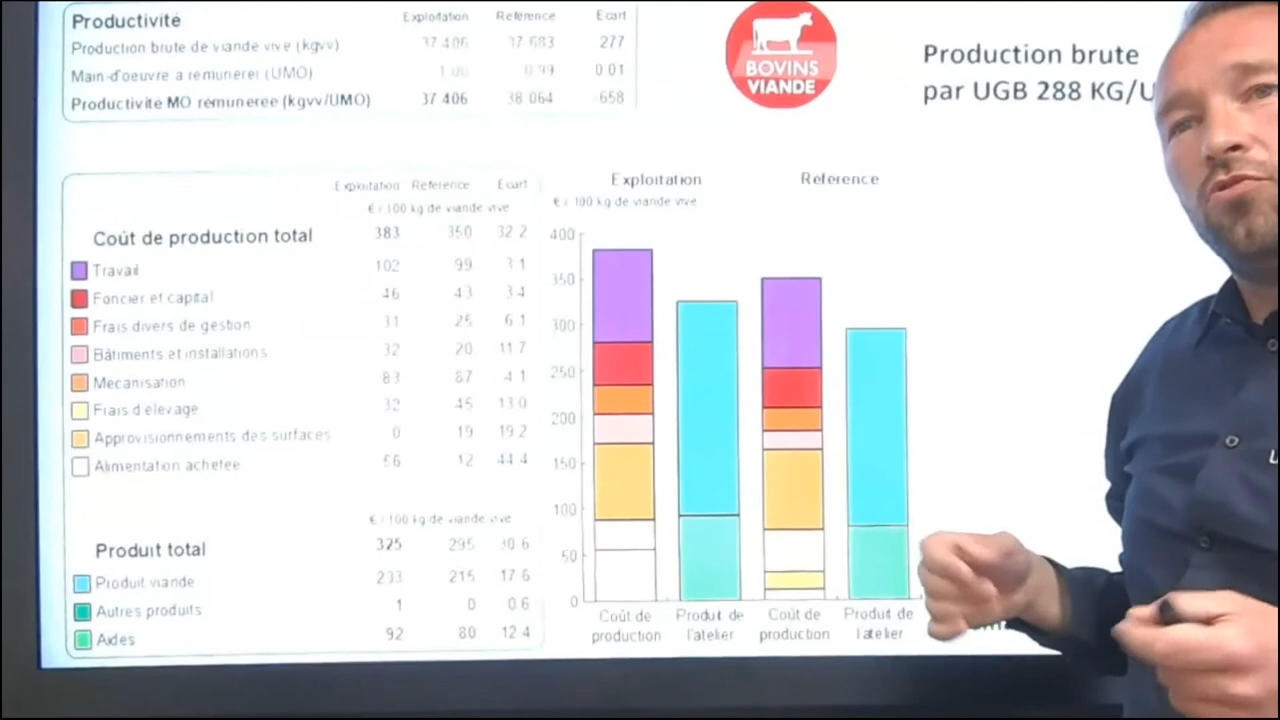 Productivité Exploitation Reference Ecart
Production brute de viande vive (kgvv) 37 406 37 683 277
Main-d'oeuvre a remunerer (UMO) 1.00 0.99 0.01
Productivité MO remuneree (kgvv/UMO) 37 406 38 064 658
BOVINS
VIANDE
Production brute
par UGB 288 KG/U
Exploitation Reference Ecart
€ / 100 kg de viande vive
Coût de production total 383 350 32.2
Travail 102 99 3.1
Foncier et capital 46 43 3.4
Frais divers de gestion 31 25 6.1
Bâtiments et installations 32 20 11.7
Mecanisation 83 87 4.1
Frais d'elevage 32 45 13.0
Approvisionnements des surfaces 0 19 19.2
Alimentation achetee 56 12 44.4
€ / 100 kg de viande vive
Produit total 325 295 30.6
Produit viande 233 215 17.6
Autres produits 1 0 0.6
Aides 92 80 12.4
Exploitation Reference
€ / 100 kg de viande vive
400
350
300
250
200
150
100
50
0
Coût de production
Produit de l'atelier
Coût de production
Produit de l'atelier